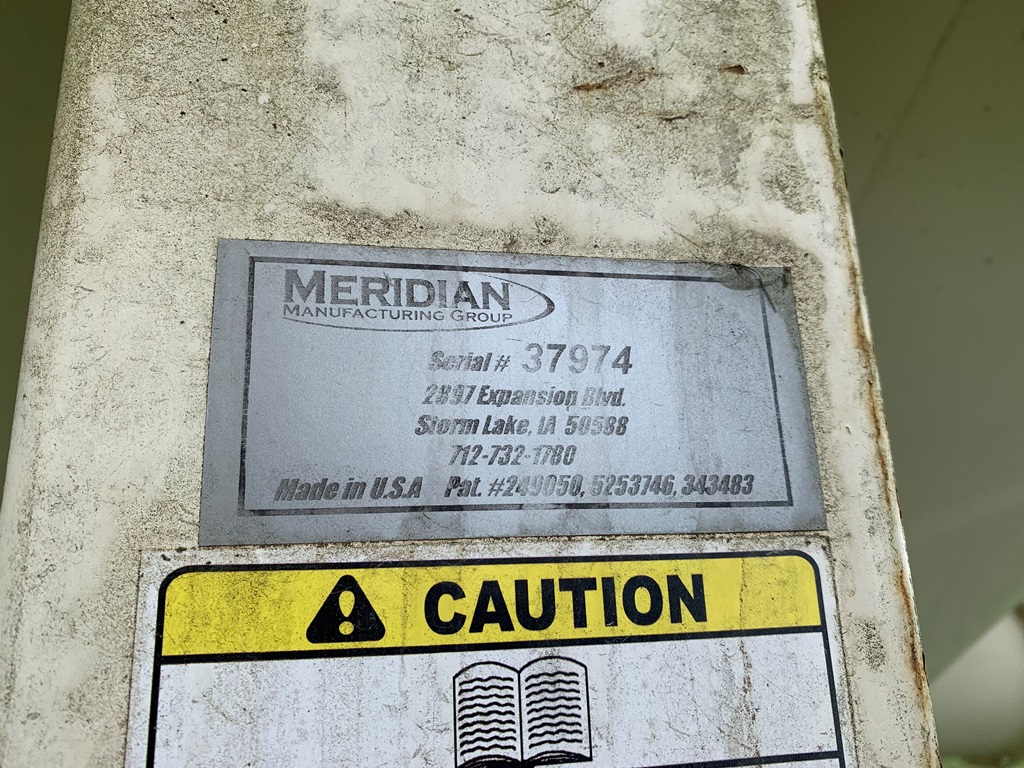 MERIDIAN
MANUFACTURING GROUP
Serial # 37974
2897 Expansion Blvd.
Storm Lake, IA 50588
712-732-1780
Made in U.S.A Pat. #249050, 5253746, 343483
CAUTION